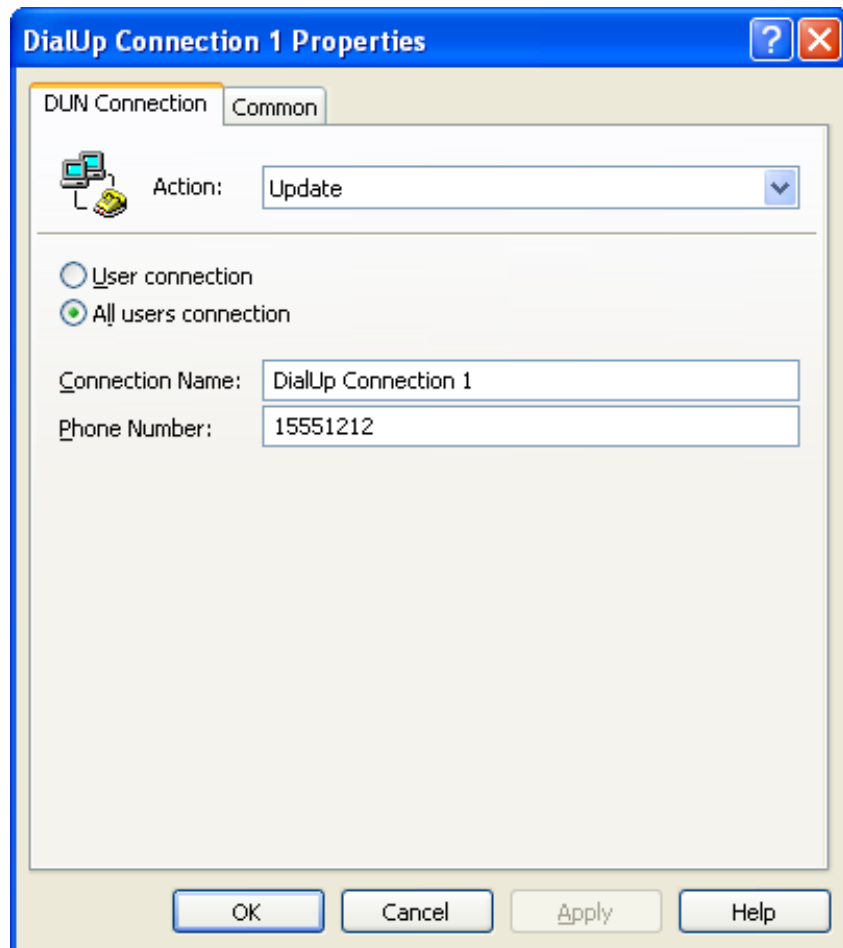 DialUp Connection 1 Properties
DUN Connection Common
Action: Update
User connection
All users connection
Connection Name: DialUp Connection 1
Phone Number: 15551212
OK Cancel Apply Help